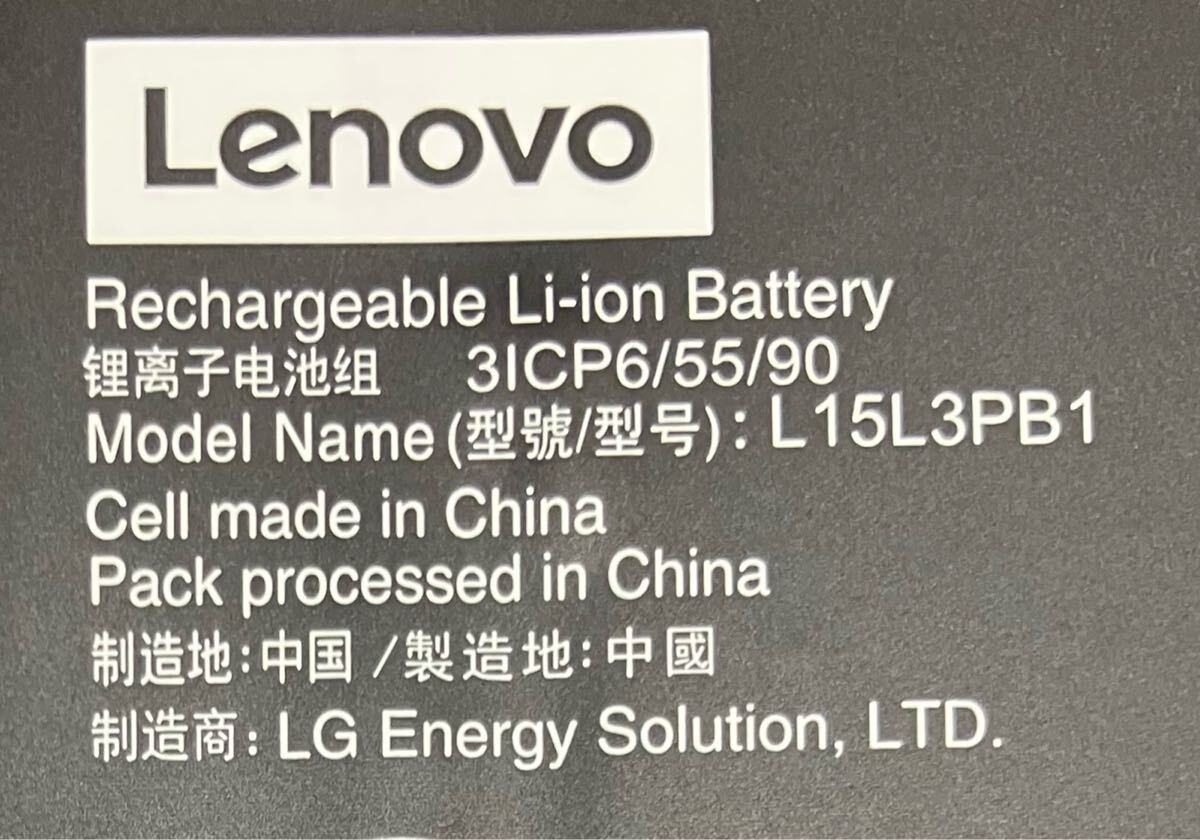 Lenovo
Rechargeable Li-ion Battery
锂离子电池组 3ICP6/55/90
Model Name (型號/型号): L15L3PB1
Cell made in China
Pack processed in China
制造地:中国 /製造地:中國
制造商: LG Energy Solution, LTD.